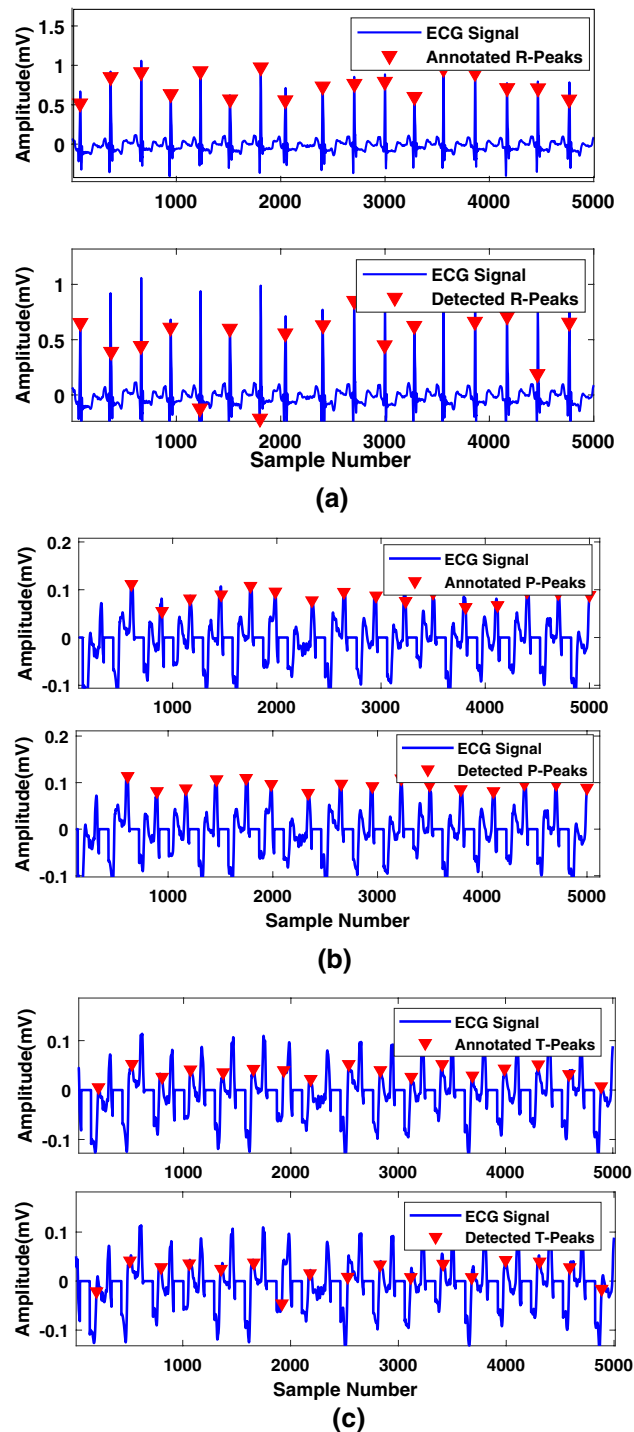 Amplitude(mV)
1.5
1
0.5
0
ECG Signal
Annotated R-Peaks
1000 2000 3000 4000 5000
Amplitude(mV)
1
0.5
0
ECG Signal
Detected R-Peaks
1000 2000 3000 4000 5000
Sample Number
(a)
Amplitude(mV)
0.2
0.1
0
-0.1
ECG Signal
Annotated P-Peaks
1000 2000 3000 4000 5000
Amplitude(mV)
0.2
0.1
0
-0.1
ECG Signal
Detected P-Peaks
1000 2000 3000 4000 5000
Sample Number
(b)
Amplitude(mV)
0.1
0
-0.1
ECG Signal
Annotated T-Peaks
1000 2000 3000 4000 5000
Amplitude(mV)
0.1
0
-0.1
ECG Signal
Detected T-Peaks
1000 2000 3000 4000 5000
Sample Number
(c)